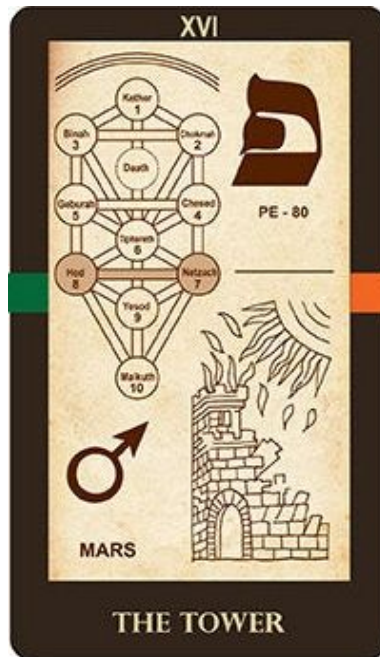 XVI
Kether
1
Binah
3
Chokmah
2
Daath
Geburah
5
Chesed
4
Tiphareth
6
Hod
8
Netzach
7
Yesod
9
Malkuth
10
פ
PE - 80
MARS
THE TOWER